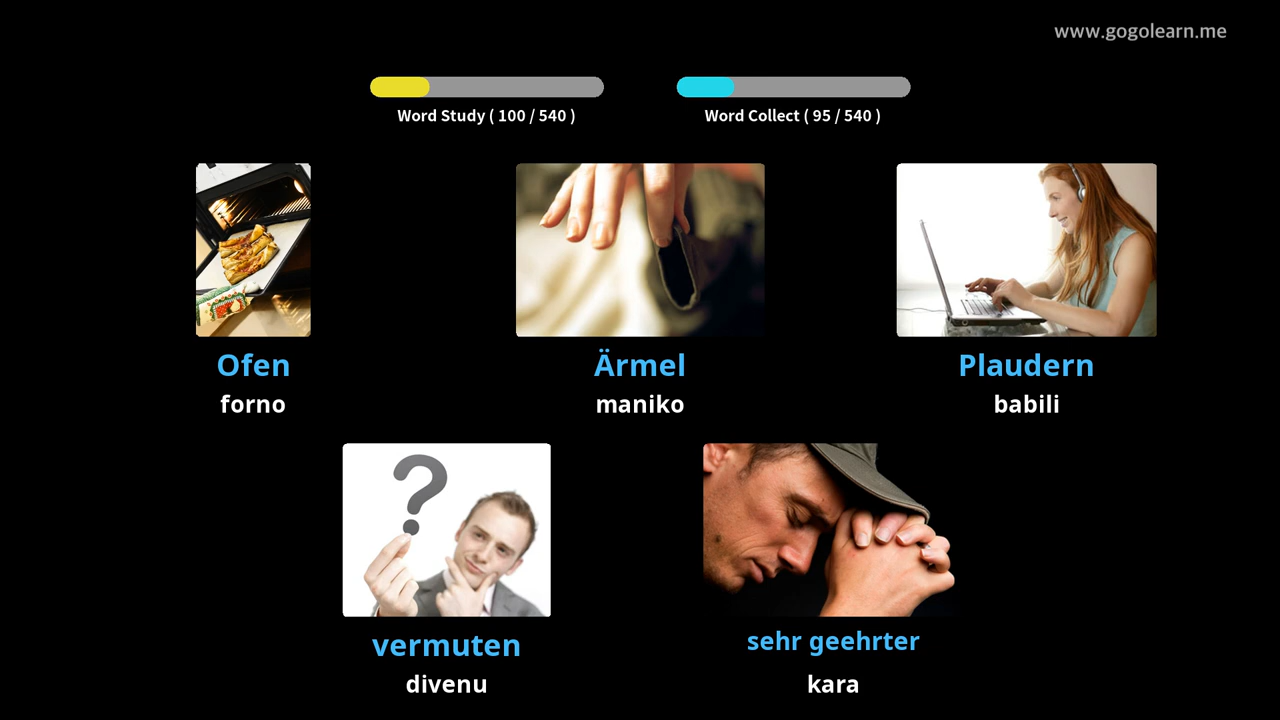 www.gogolearn.me
Word Study ( 100 / 540 )
Word Collect ( 95 / 540 )
Ofen
forno
Ärmel
maniko
Plaudern
babili
vermuten
divenu
sehr geehrter
kara